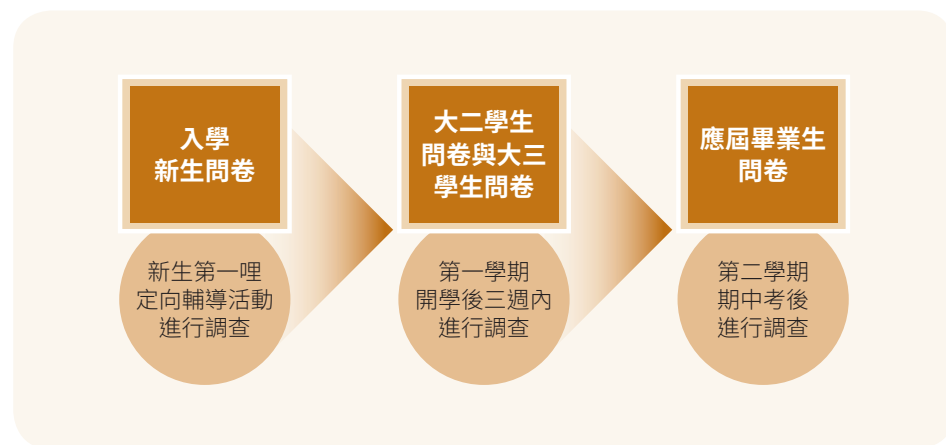 入學
新生問卷
新生第一哩
定向輔導活動
進行調查
大二學生
問卷與大三
學生問卷
第一學期
開學後三週內
進行調查
應屆畢業生
問卷
第二學期
期中考後
進行調查